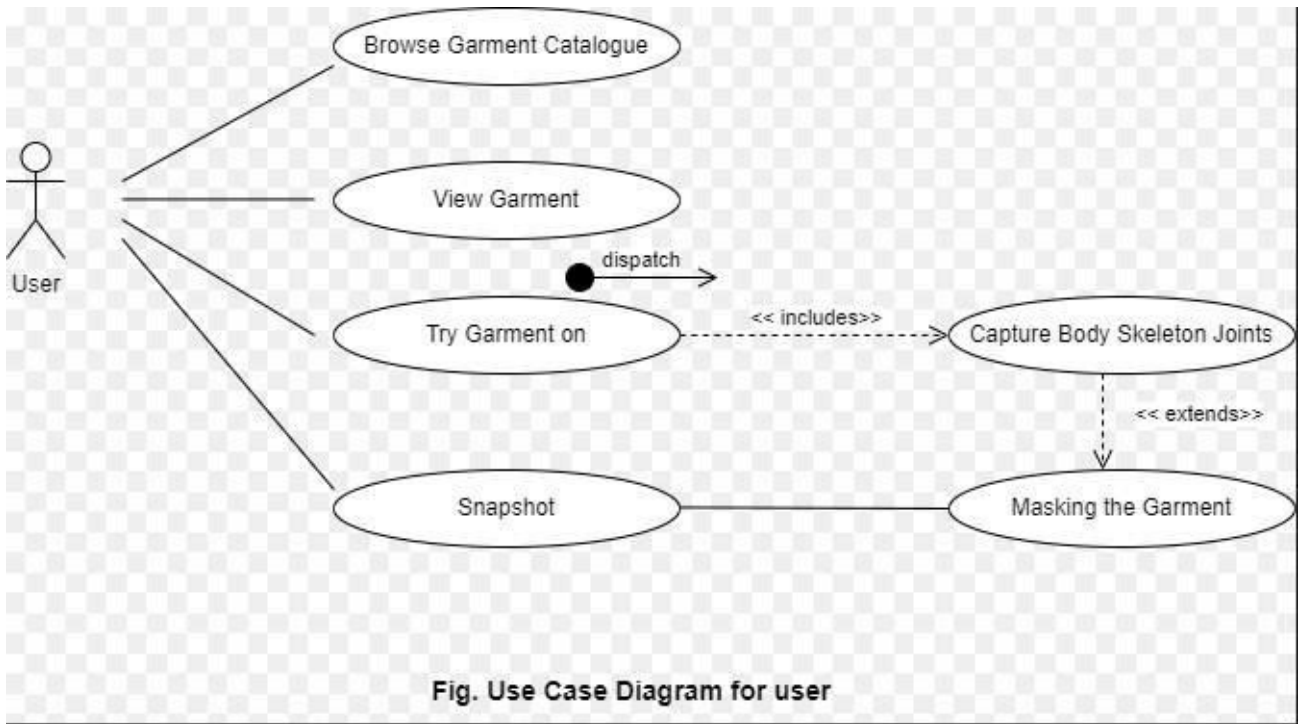 Browse Garment Catalogue
View Garment
dispatch
User
Try Garment on
<< includes>>
Capture Body Skeleton Joints
<< extends>>
Snapshot
Masking the Garment
Fig. Use Case Diagram for user